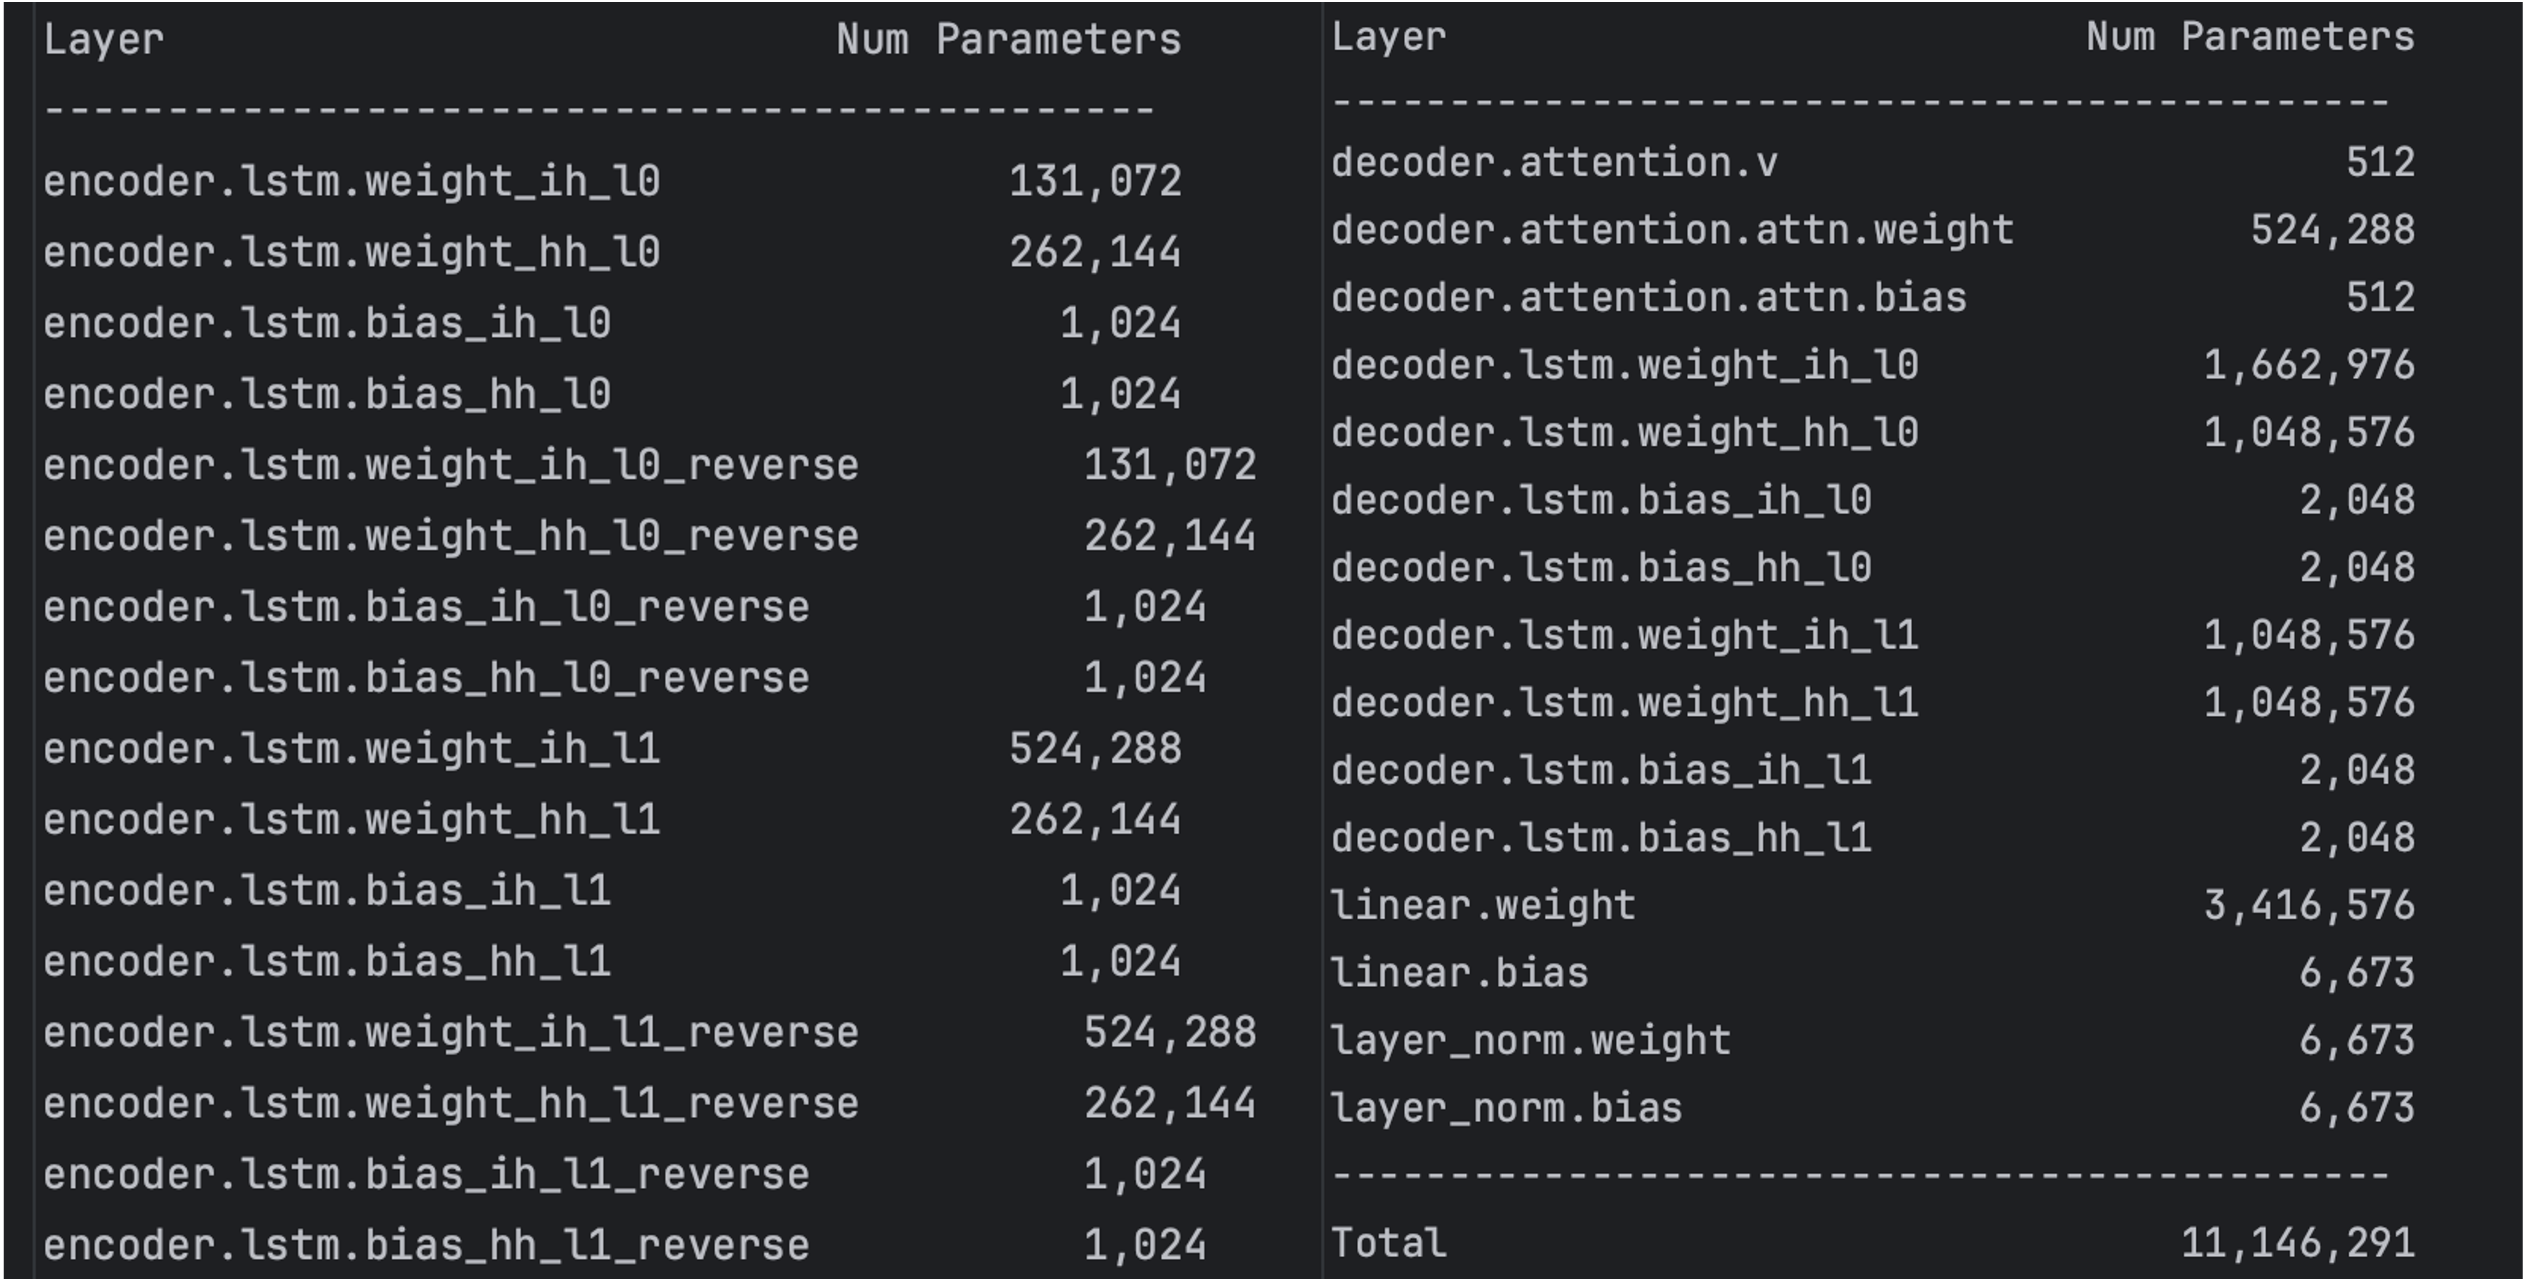 Layer Num Parameters
---------------------------------------------
encoder.lstm.weight_ih_l0 131,072
encoder.lstm.weight_hh_l0 262,144
encoder.lstm.bias_ih_l0 1,024
encoder.lstm.bias_hh_l0 1,024
encoder.lstm.weight_ih_l0_reverse 131,072
encoder.lstm.weight_hh_l0_reverse 262,144
encoder.lstm.bias_ih_l0_reverse 1,024
encoder.lstm.bias_hh_l0_reverse 1,024
encoder.lstm.weight_ih_l1 524,288
encoder.lstm.weight_hh_l1 262,144
encoder.lstm.bias_ih_l1 1,024
encoder.lstm.bias_hh_l1 1,024
encoder.lstm.weight_ih_l1_reverse 524,288
encoder.lstm.weight_hh_l1_reverse 262,144
encoder.lstm.bias_ih_l1_reverse 1,024
encoder.lstm.bias_hh_l1_reverse 1,024
Layer Num Parameters
---------------------------------------------
decoder.attention.v 512
decoder.attention.attn.weight 524,288
decoder.attention.attn.bias 512
decoder.lstm.weight_ih_l0 1,662,976
decoder.lstm.weight_hh_l0 1,048,576
decoder.lstm.bias_ih_l0 2,048
decoder.lstm.bias_hh_l0 2,048
decoder.lstm.weight_ih_l1 1,048,576
decoder.lstm.weight_hh_l1 1,048,576
decoder.lstm.bias_ih_l1 2,048
decoder.lstm.bias_hh_l1 2,048
linear.weight 3,416,576
linear.bias 6,673
layer_norm.weight 6,673
layer_norm.bias 6,673
---------------------------------------------
Total 11,146,291